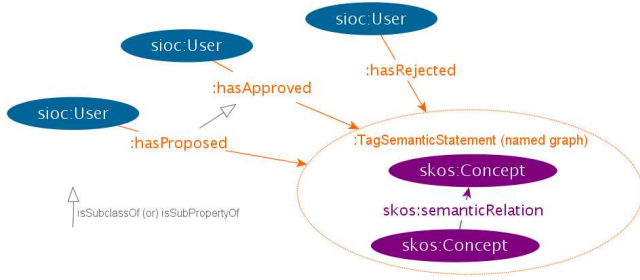 sioc:User
sioc:User
:hasRejected
:hasApproved
sioc:User
:hasProposed
:TagSemanticStatement (named graph)
skos:Concept
skos:semanticRelation
isSubclassOf (or) isSubPropertyOf
skos:Concept